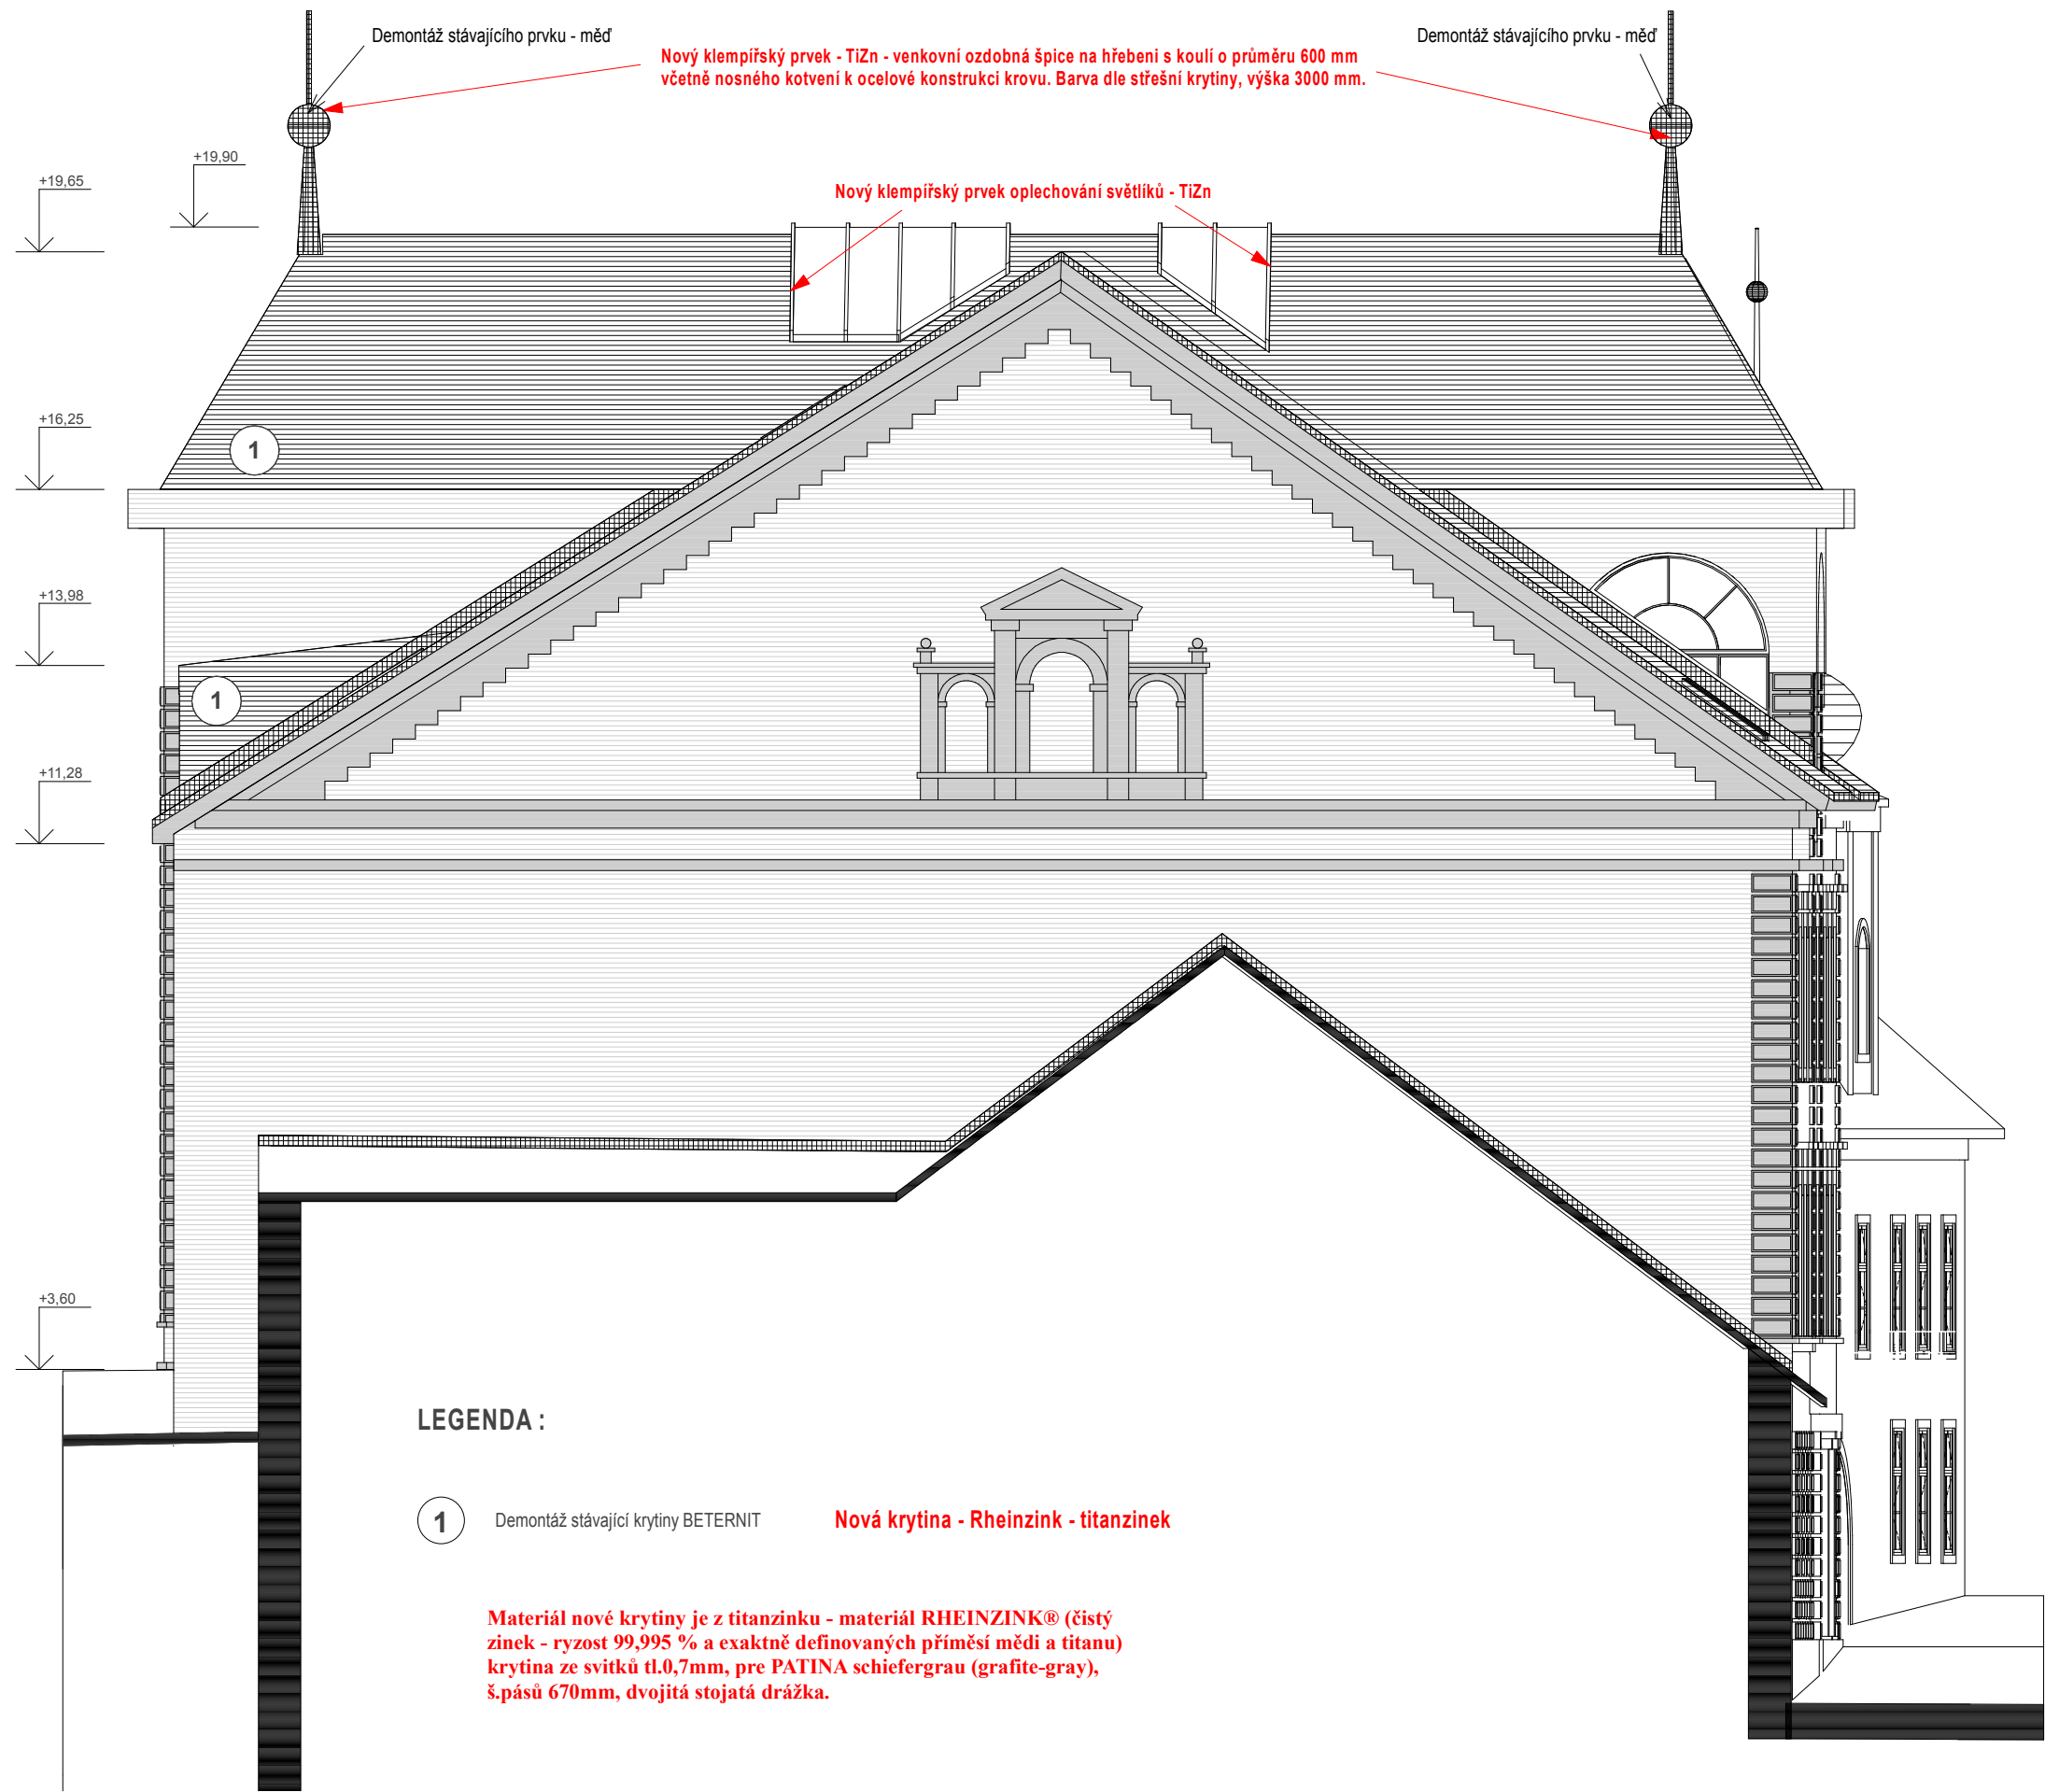 Demontáž stávajícího prvku - měď
Demontáž stávajícího prvku - měď
Nový klempířský prvek - TiZn - venkovní ozdobná špice na hřebeni s koulí o průměru 600 mm
včetně nosného kotvení k ocelové konstrukci krovu. Barva dle střešní krytiny, výška 3000 mm.
+19,90
+19,65
Nový klempířský prvek oplechování světlíků - TiZn
+16,25
1
+13,98
1
+11,28
+3,60
LEGENDA :
1 Demontáž stávající krytiny BETERNIT Nová krytina - Rheinzink - titanzinek
Materiál nové krytiny je z titanzinku - materiál RHEINZINK® (čistý
zinek - ryzost 99,995 % a exaktně definovaných příměsí mědi a titanu)
krytina ze svitků tl.0,7mm, pre PATINA schiefergrau (grafite-gray),
š.pásů 670mm, dvojitá stojatá drážka.